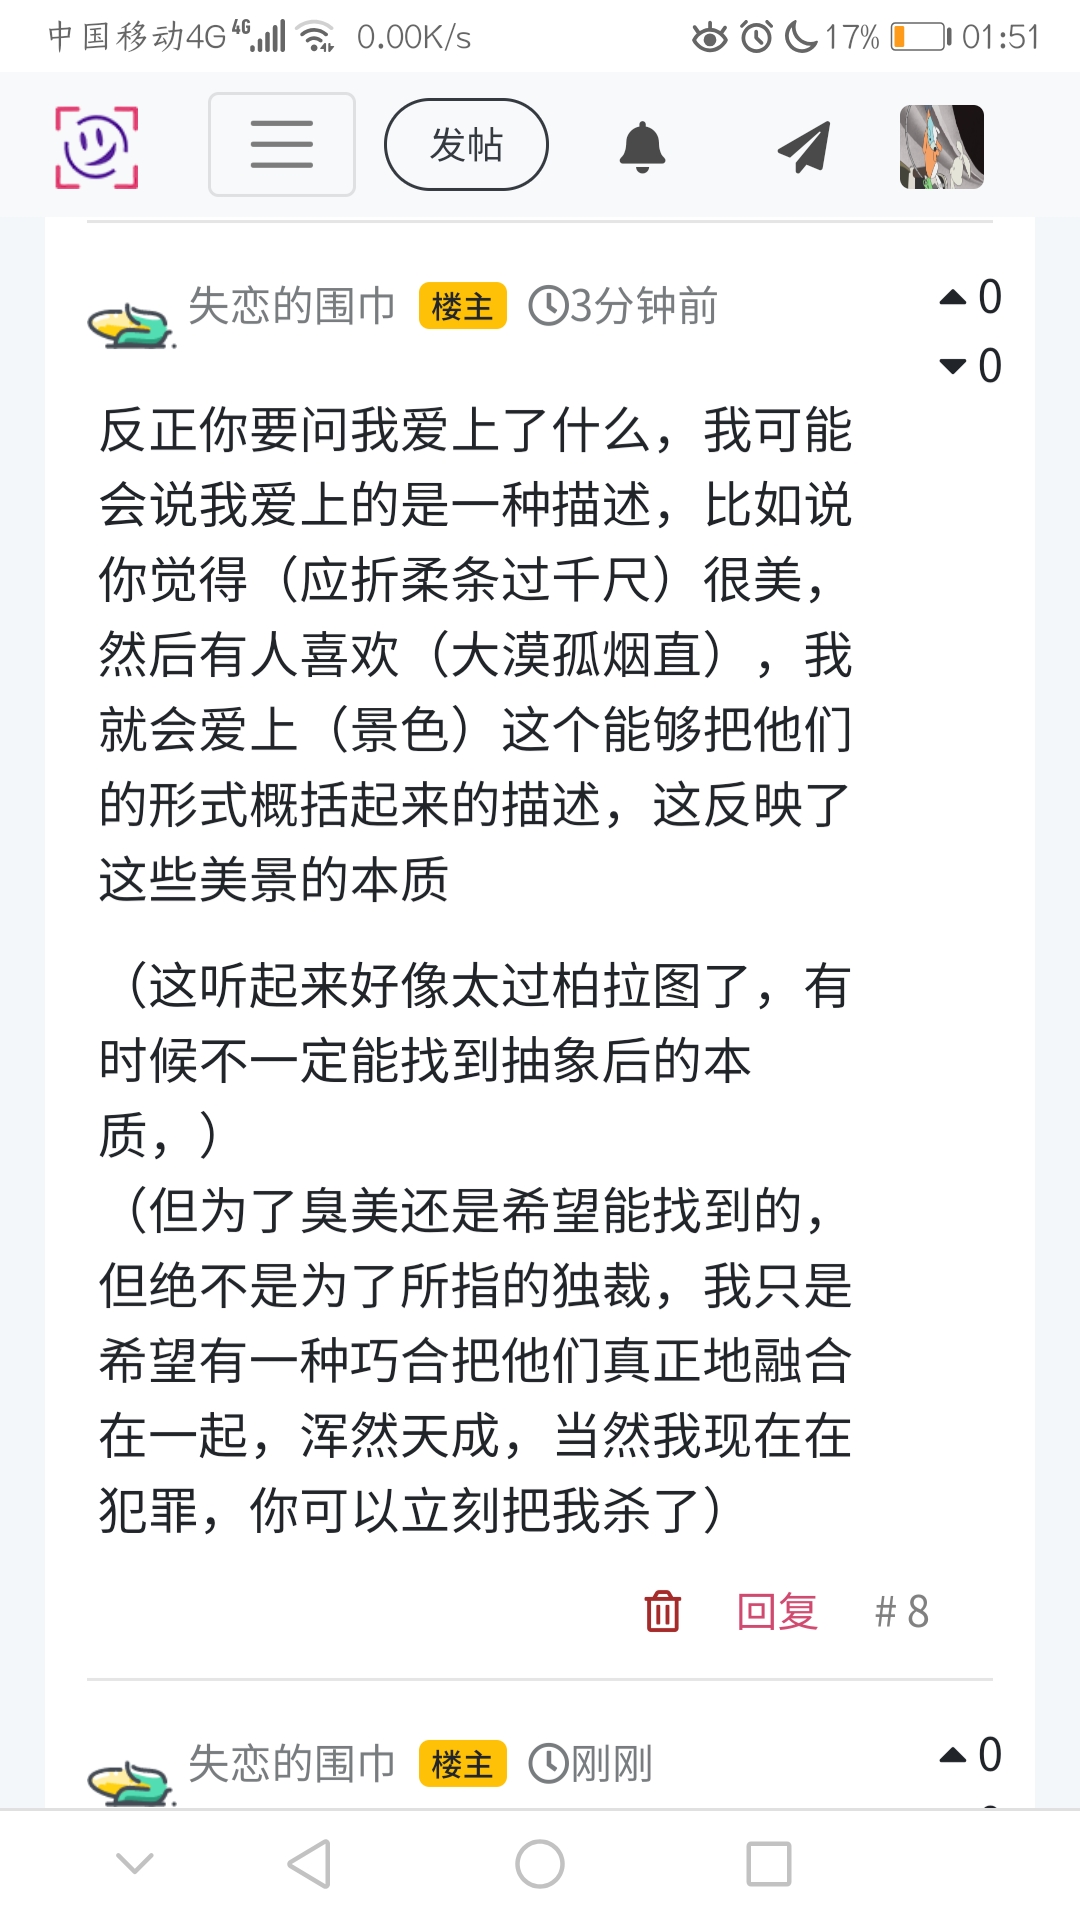 中国移动4G 4G 0.00K/s 17% 01:51
发帖
失恋的围巾 楼主 3分钟前 0
0
反正你要问我爱上了什么，我可能
会说我爱上的是一种描述，比如说
你觉得（应折柔条过千尺）很美，
然后有人喜欢（大漠孤烟直），我
就会爱上（景色）这个能够把他们
的形式概括起来的描述，这反映了
这些美景的本质
（这听起来好像太过柏拉图了，有
时候不一定能找到抽象后的本
质，）
（但为了臭美还是希望能找到的，
但绝不是为了所指的独裁，我只是
希望有一种巧合把他们真正地融合
在一起，浑然天成，当然我现在在
犯罪，你可以立刻把我杀了）
回复 # 8
失恋的围巾 楼主 刚刚 0